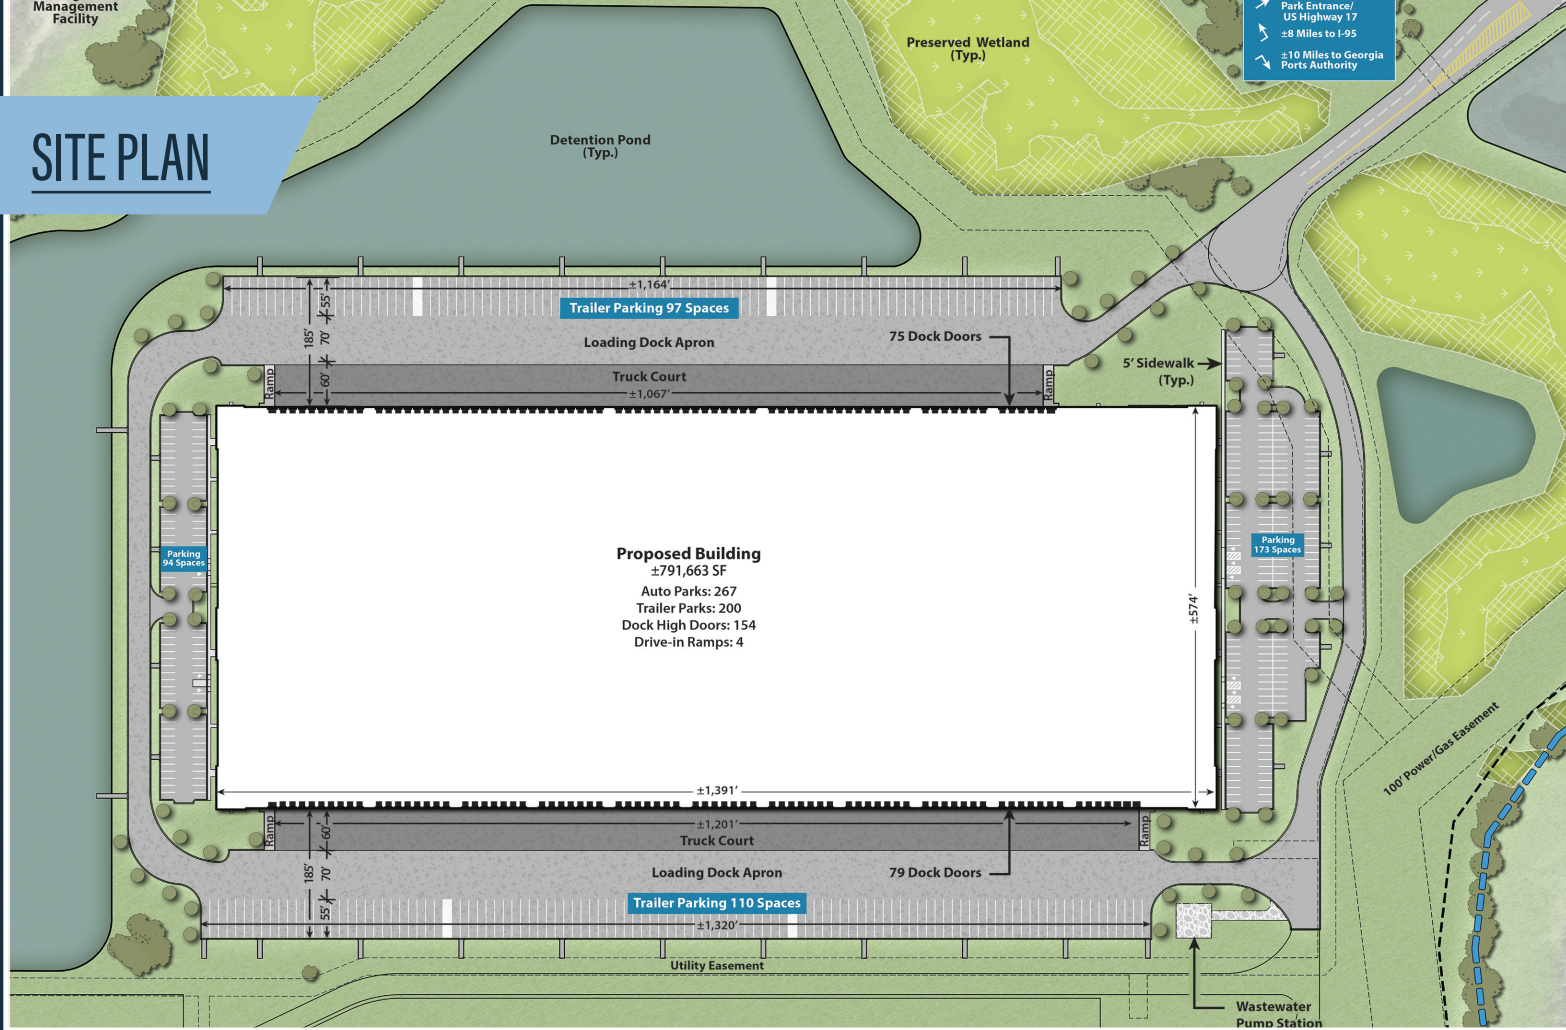 Management
Facility
Park Entrance/
US Highway 17
±8 Miles to I-95
±10 Miles to Georgia
Ports Authority
Preserved Wetland
(Typ.)
SITE PLAN
Detention Pond
(Typ.)
±1,164’
55’
Trailer Parking 97 Spaces
185’
70’
Loading Dock Apron
75 Dock Doors
5’ Sidewalk
(Typ.)
Ramp
60’
Truck Court
±1,067’
Ramp
Parking
94 Spaces
Proposed Building
±791,663 SF
Auto Parks: 267
Trailer Parks: 200
Dock High Doors: 154
Drive-in Ramps: 4
±574’
Parking
173 Spaces
100’ Power/Gas Easement
±1,391’
Ramp
60’
±1,201’
Truck Court
Ramp
185’
70’
Loading Dock Apron
79 Dock Doors
55’
Trailer Parking 110 Spaces
±1,320’
Utility Easement
Wastewater
Pump Station